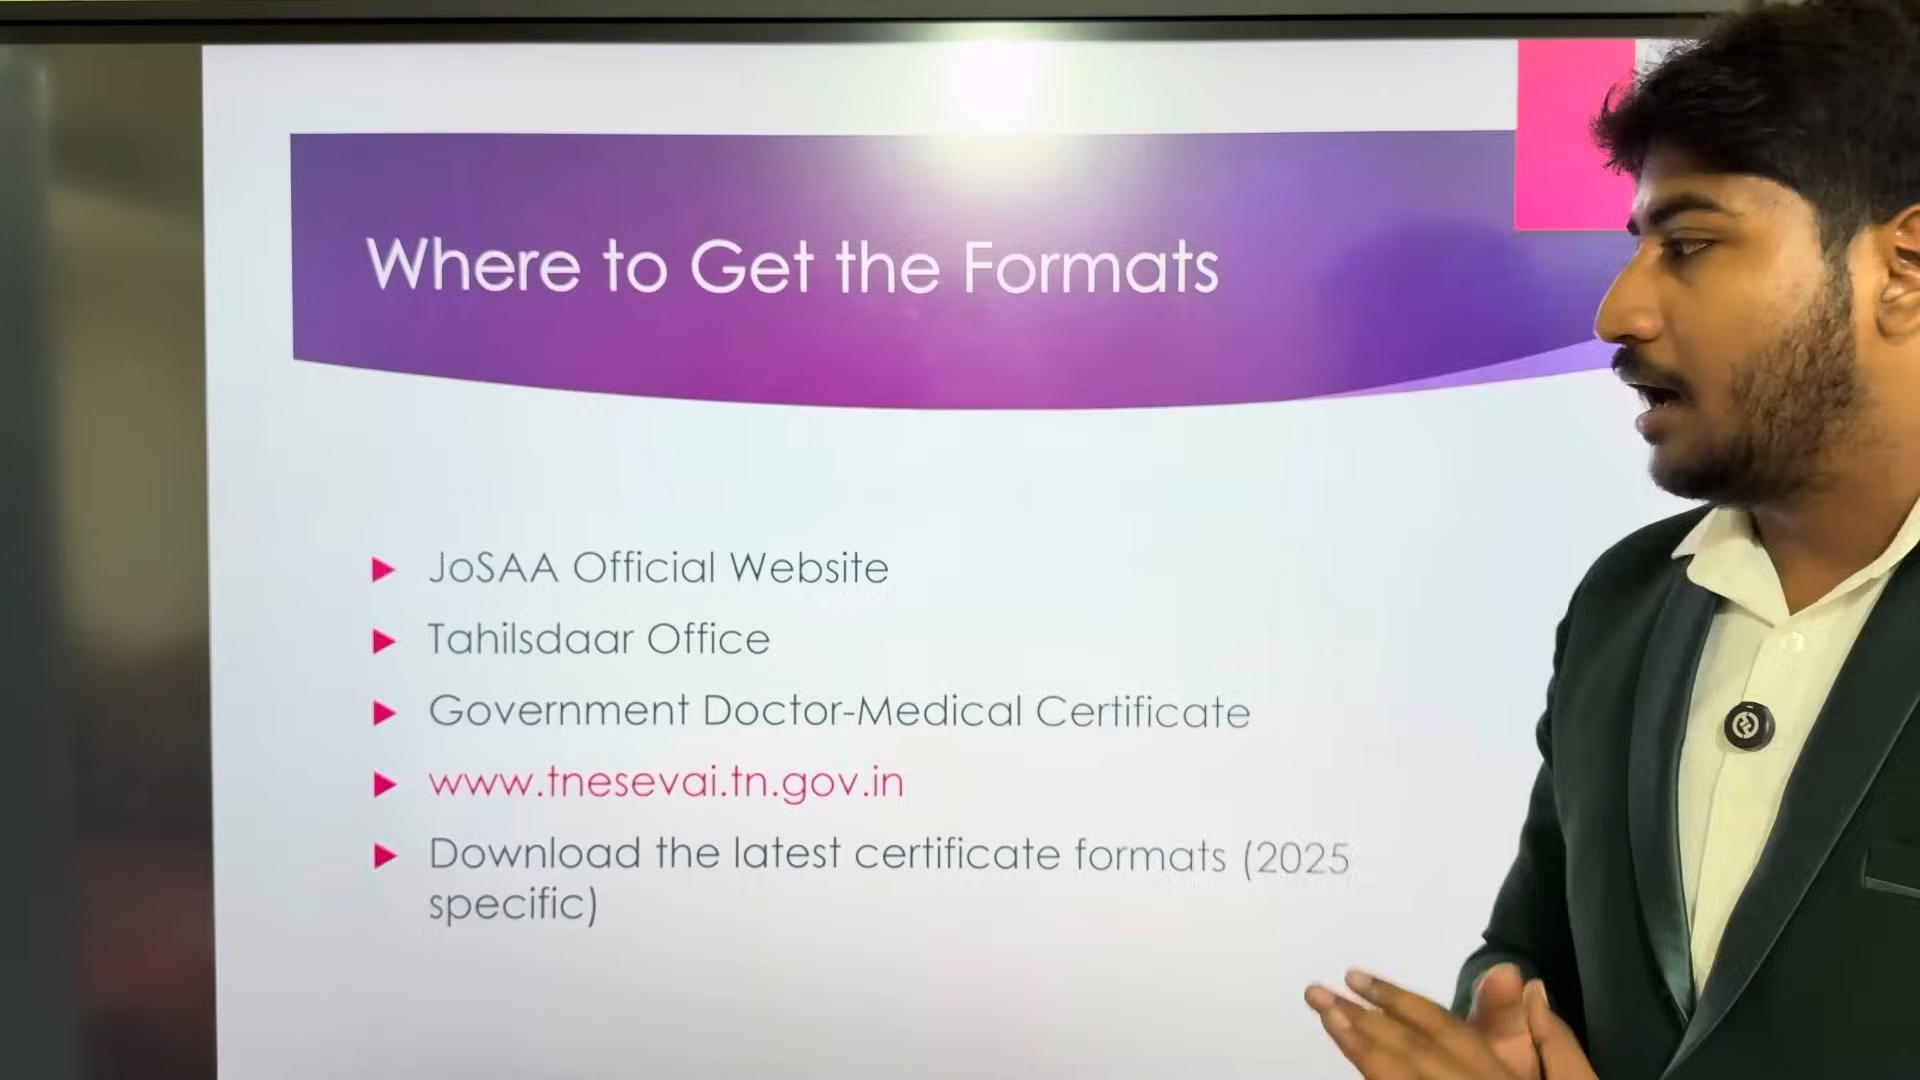 Where to Get the Formats
JoSAA Official Website
Tahilsdaar Office
Government Doctor-Medical Certificate
www.tnesevai.tn.gov.in
Download the latest certificate formats (2025
specific)